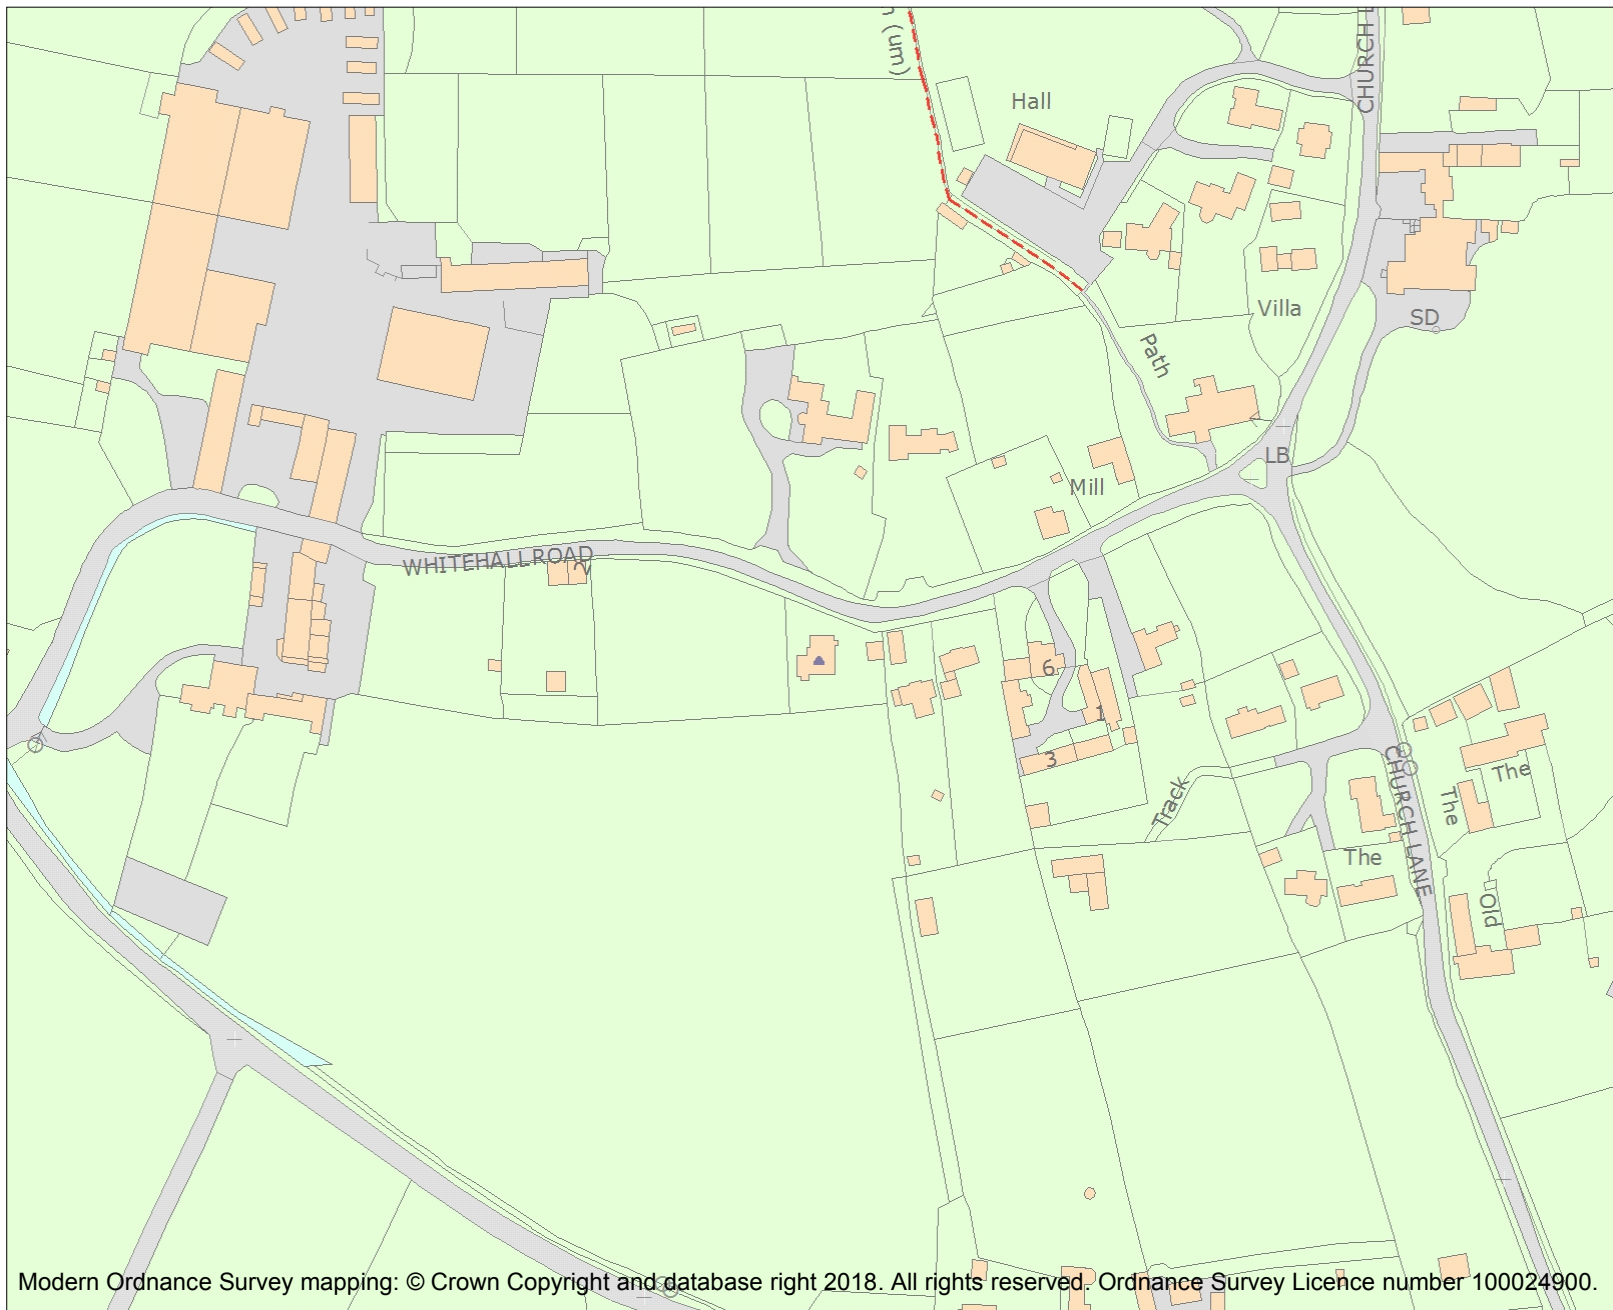 (um)
CHURCH L
Hall
Villa
SD
Path
LB
Mill
WHITEHALL ROAD
2
6
1
3
Track
CHURCH LANE
The
The
The
Old
Modern Ordnance Survey mapping: © Crown Copyright and database right 2018. All rights reserved. Ordnance Survey Licence number 100024900.